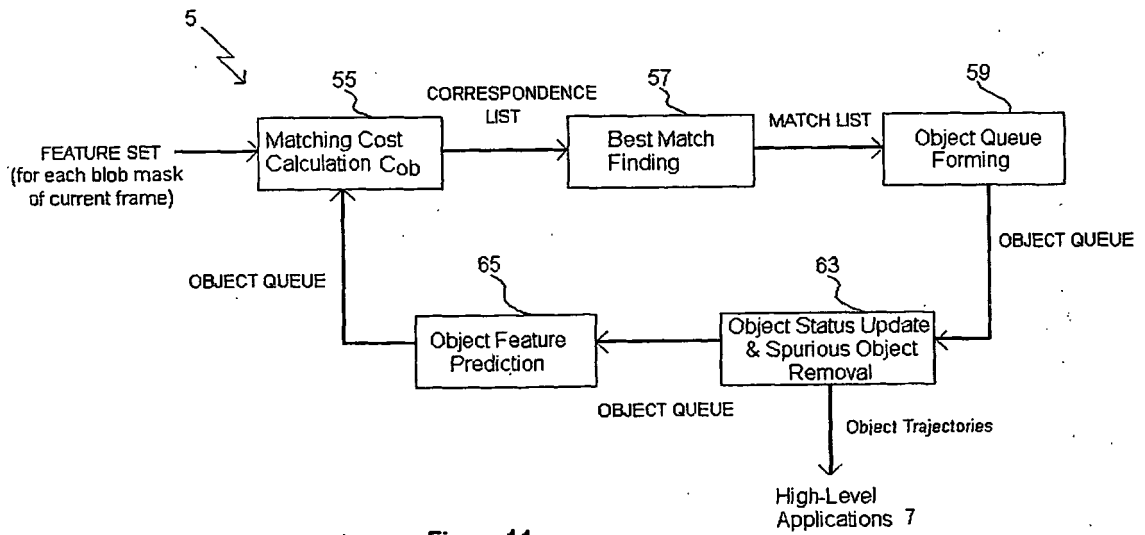 5
55
CORRESPONDENCE
LIST
57
59
MATCH LIST
FEATURE SET
(for each blob mask
of current frame)
Matching Cost
Calculation Cob
Best Match
Finding
Object Queue
Forming
OBJECT QUEUE
OBJECT QUEUE
65
63
Object Feature
Prediction
Object Status Update
& Spurious Object
Removal
OBJECT QUEUE
Object Trajectories
High-Level
Applications 7